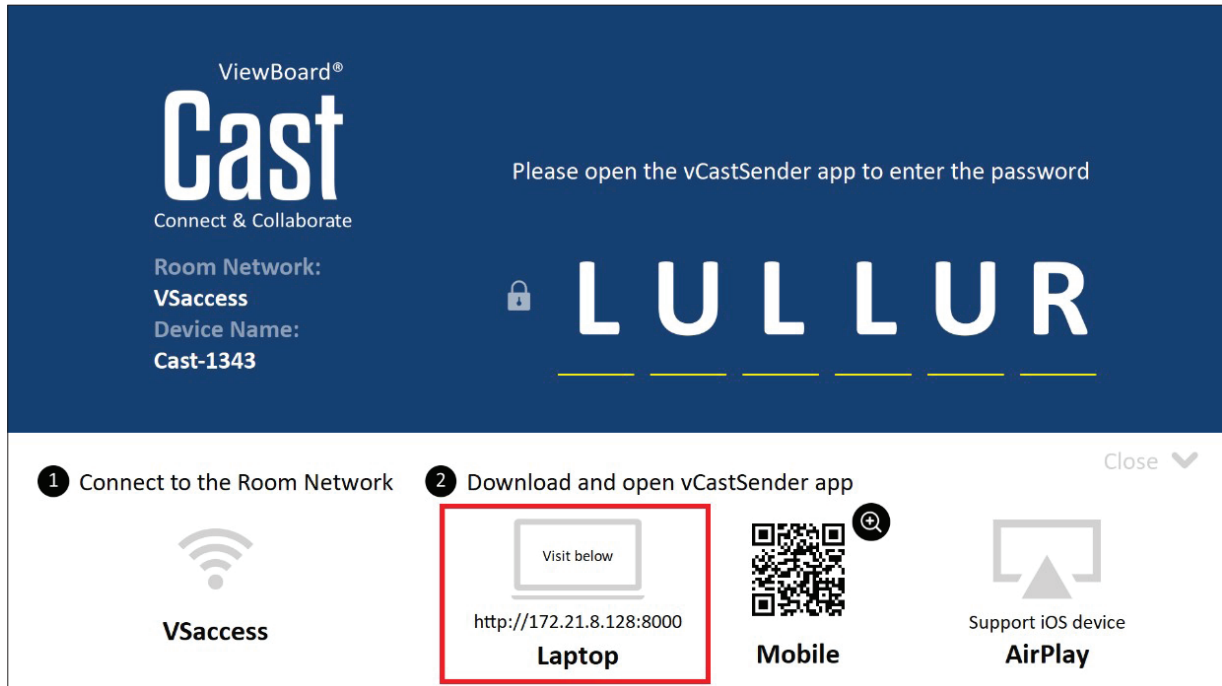 ViewBoard®
Cast
Connect & Collaborate
Room Network:
VSaccess
Device Name:
Cast-1343
Please open the vCastSender app to enter the password
LULLUR
Close
1 Connect to the Room Network
VSaccess
2 Download and open vCastSender app
Visit below
http://172.21.8.128:8000
Laptop
Mobile
Support iOS device
AirPlay